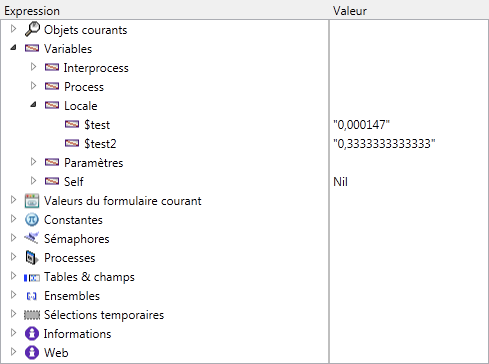 Expression Valeur
Objets courants
Variables
Interprocess
Process
Locale
$test "0,000147"
$test2 "0,3333333333333"
Paramètres
Self Nil
Valeurs du formulaire courant
Constantes
Sémaphores
Processes
Tables & champs
Ensembles
Sélections temporaires
Informations
Web